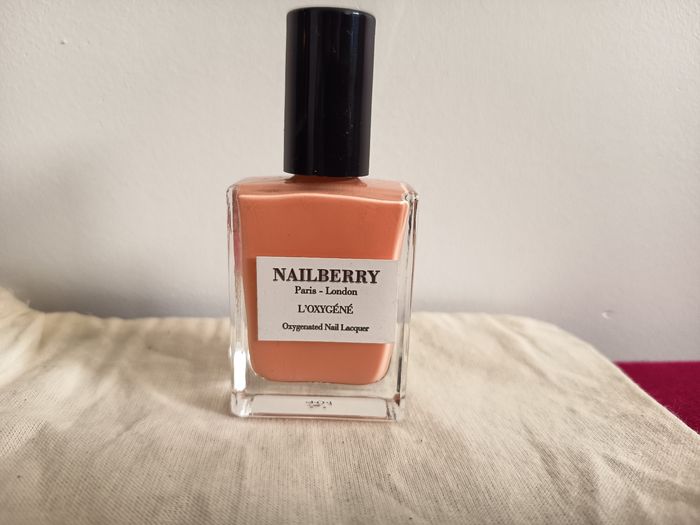 NAILBERRY
Paris - London
L'OXYGÉNÉ
Oxygenated Nail Lacquer